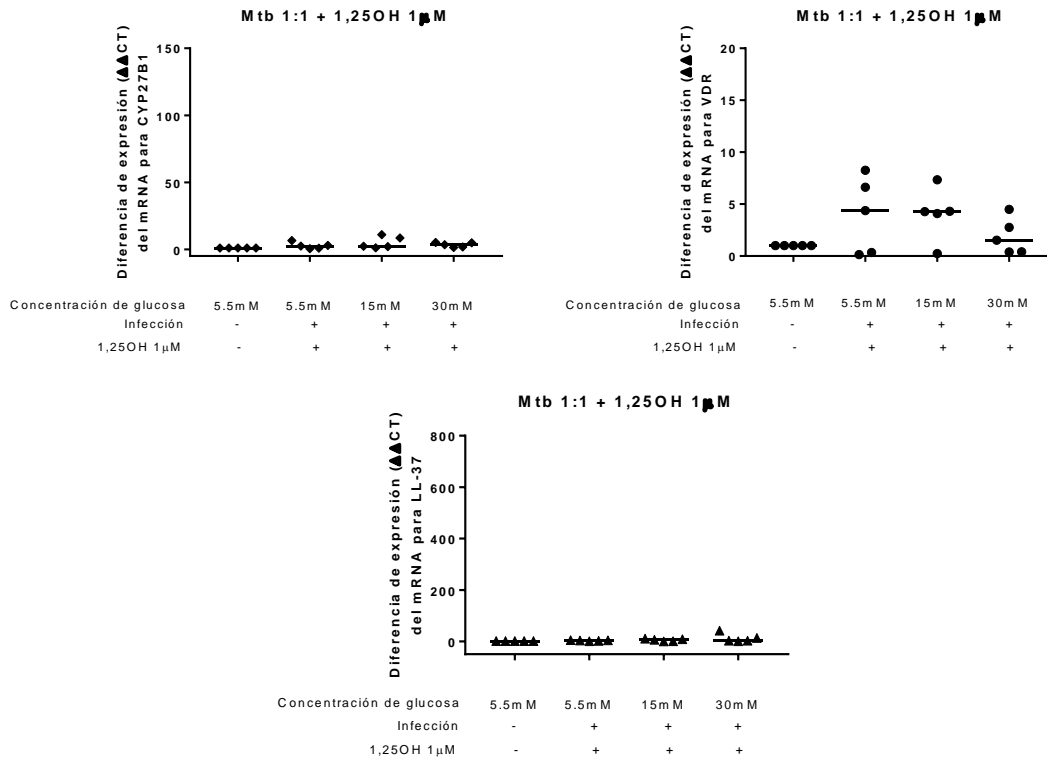 Mtb 1:1 + 1,25OH 1µM
Diferencia de expresión (▲▲CT)
del mRNA para CYP27B1
150
100
50
0
Concentración de glucosa 5.5mM 5.5mM 15mM 30mM
Infección - + + +
1,25OH 1µM - + + +
Mtb 1:1 + 1,25OH 1µM
Diferencia de expresión (▲▲CT)
del mRNA para VDR
20
15
10
5
0
Concentración de glucosa 5.5mM 5.5mM 15mM 30mM
Infección - + + +
1,25OH 1µM - + + +
Mtb 1:1 + 1,25OH 1µM
Diferencia de expresión (▲▲CT)
del mRNA para LL-37
800
600
400
200
0
Concentración de glucosa 5.5mM 5.5mM 15mM 30mM
Infección - + + +
1,25OH 1µM - + + +